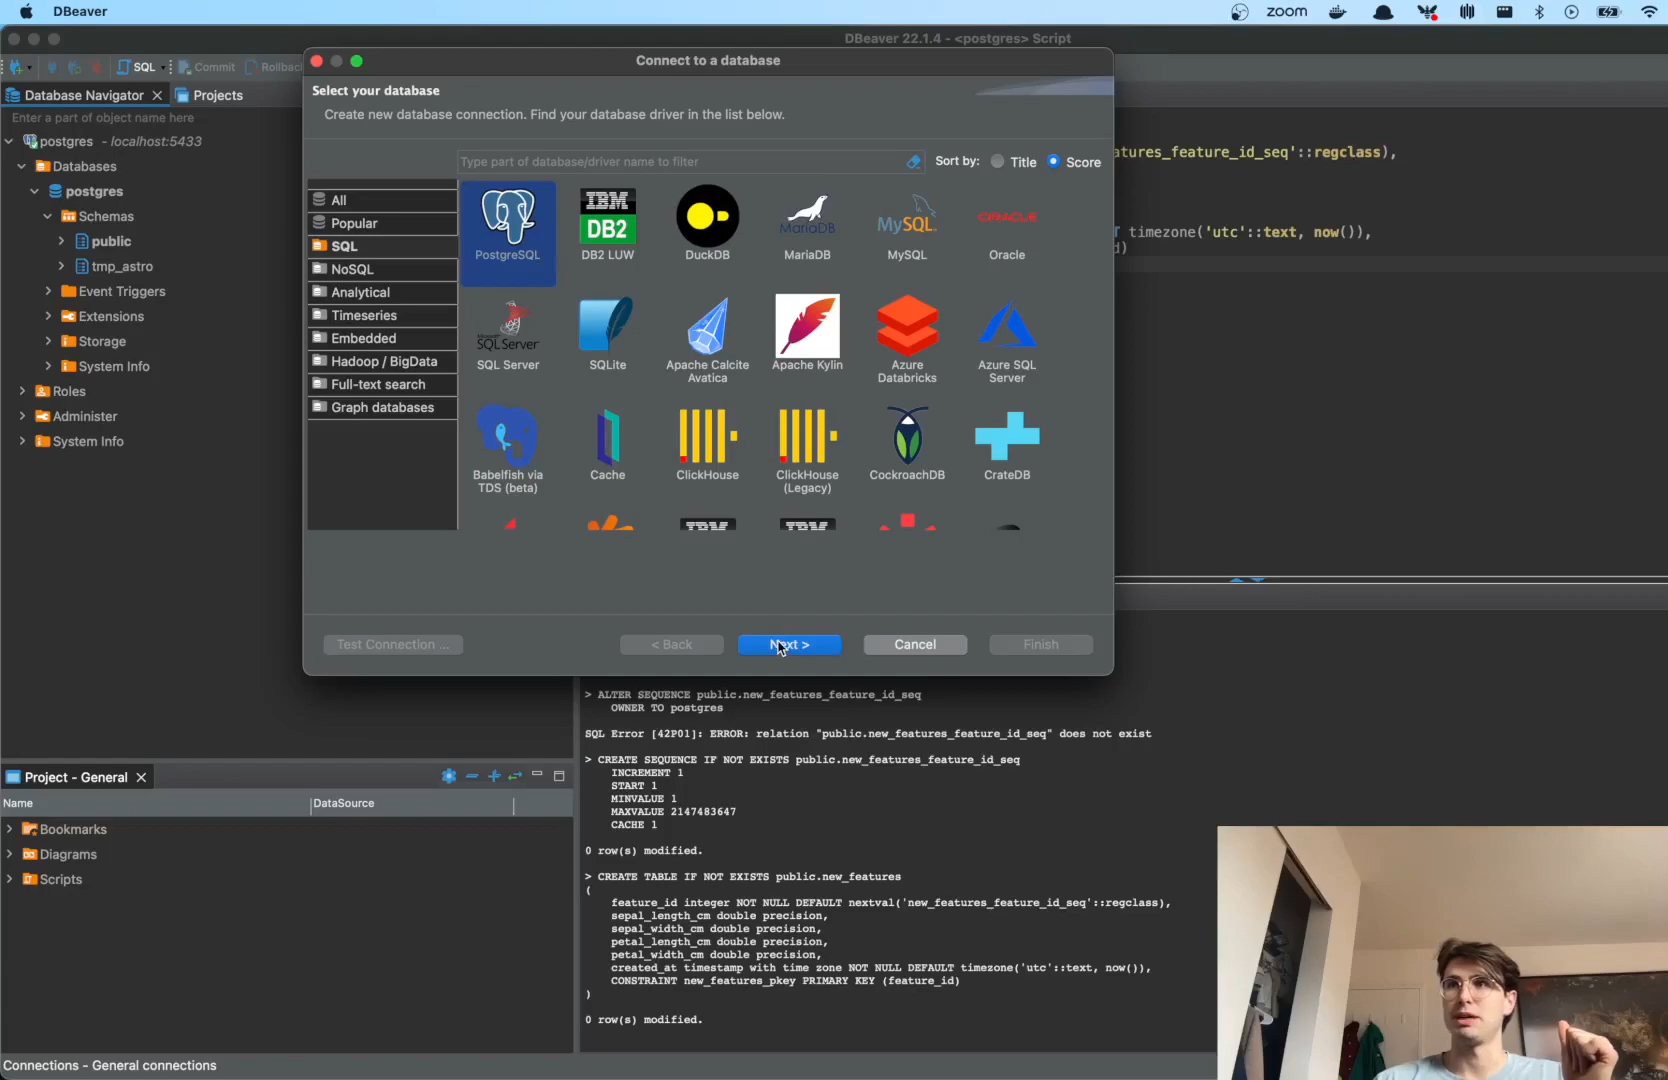 DBeaver
zoom
DBeaver 22.1.4 - <postgres> Script
SQL
Commit
Rollbac
Database Navigator
Projects
Enter a part of object name here
postgres - localhost:5433
Databases
postgres
Schemas
public
tmp_astro
Event Triggers
Extensions
Storage
System Info
Roles
Administer
System Info
Connect to a database
Select your database
Create new database connection. Find your database driver in the list below.
Type part of database/driver name to filter
Sort by:
Title
Score
All
Popular
SQL
NoSQL
Analytical
Timeseries
Embedded
Hadoop / BigData
Full-text search
Graph databases
PostgreSQL
IBM
DB2
DB2 LUW
DuckDB
MariaDB
MariaDB
MySQL
MySQL
ORACLE
Oracle
SQL Server
SQL Server
SQLite
Apache Calcite
Avatica
Apache Kylin
Azure
Databricks
Azure SQL
Server
Babelfish via
TDS (beta)
Cache
ClickHouse
ClickHouse
(Legacy)
CockroachDB
CrateDB
IBM
IBM
Test Connection ...
< Back
Next >
Cancel
Finish
atures_feature_id_seq'::regclass),
T timezone('utc'::text, now()),
d)
> ALTER SEQUENCE public.new_features_feature_id_seq
OWNER TO postgres
SQL Error [42P01]: ERROR: relation "public.new_features_feature_id_seq" does not exist
> CREATE SEQUENCE IF NOT EXISTS public.new_features_feature_id_seq
INCREMENT 1
START 1
MINVALUE 1
MAXVALUE 2147483647
CACHE 1
0 row(s) modified.
> CREATE TABLE IF NOT EXISTS public.new_features
(
feature_id integer NOT NULL DEFAULT nextval('new_features_feature_id_seq'::regclass),
sepal_length_cm double precision,
sepal_width_cm double precision,
petal_length_cm double precision,
petal_width_cm double precision,
created_at timestamp with time zone NOT NULL DEFAULT timezone('utc'::text, now()),
CONSTRAINT new_features_pkey PRIMARY KEY (feature_id)
)
0 row(s) modified.
Project - General
Name
DataSource
Bookmarks
Diagrams
Scripts
Connections - General connections